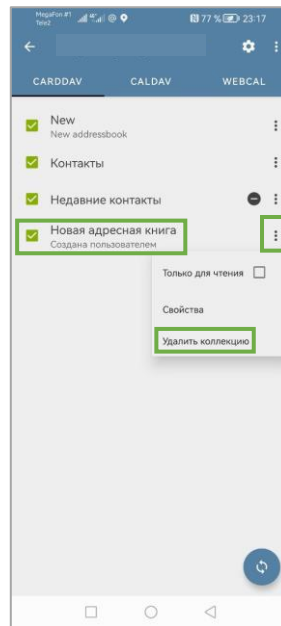 MegaFon #1
Tele2
77 % 23:17
CARDDAV CALDAV WEBCAL
New
New addressbook
Контакты
Недавние контакты
Новая адресная книга
Создана пользователем
Только для чтения
Свойства
Удалить коллекцию